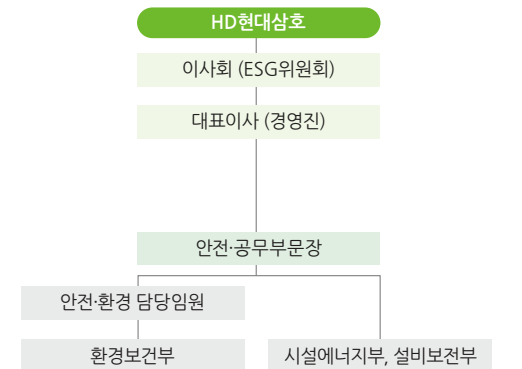 HD현대삼호
이사회 (ESG위원회)
대표이사 (경영진)
안전·공무부문장
안전·환경 담당임원
환경보건부
시설에너지부, 설비보전부